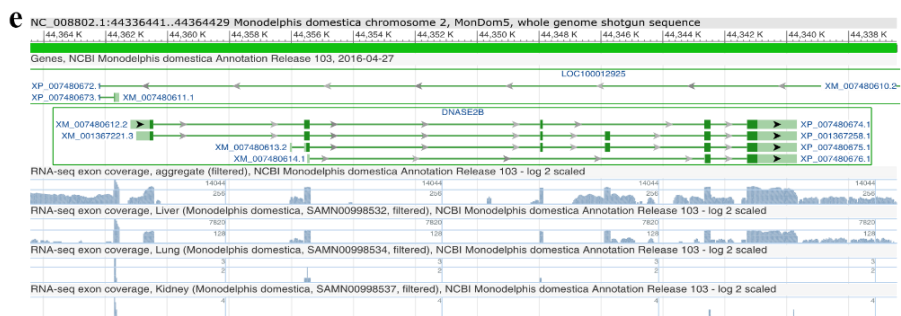 e
NC_008802.1:44336441..44364429 Monodelphis domestica chromosome 2, MonDom5, whole genome shotgun sequence
44,364 K 44,362 K 44,360 K 44,358 K 44,356 K 44,354 K 44,352 K 44,350 K 44,348 K 44,346 K 44,344 K 44,342 K 44,340 K 44,338 K
Genes, NCBI Monodelphis domestica Annotation Release 103, 2016-04-27
LOC100012925
XP_007480672.1 XM_007480610.2
XP_007480673.1 XM_007480611.1
DNASE2B
XM_007480612.2 XP_007480674.1
XM_001367221.3 XP_001367258.1
XM_007480613.2 XP_007480675.1
XM_007480614.1 XP_007480676.1
RNA-seq exon coverage, aggregate (filtered), NCBI Monodelphis domestica Annotation Release 103 - log 2 scaled
14044 14044 14044 14044
256 256 256 256
RNA-seq exon coverage, Liver (Monodelphis domestica, SAMN00998532, filtered), NCBI Monodelphis domestica Annotation Release 103 - log 2 scaled
7820 7820 7820 7820
128 128 128 128
RNA-seq exon coverage, Lung (Monodelphis domestica, SAMN00998534, filtered), NCBI Monodelphis domestica Annotation Release 103 - log 2 scaled
3 3 3 3
2 2 2 2
RNA-seq exon coverage, Kidney (Monodelphis domestica, SAMN00998537, filtered), NCBI Monodelphis domestica Annotation Release 103 - log 2 scaled
4 4 4 4